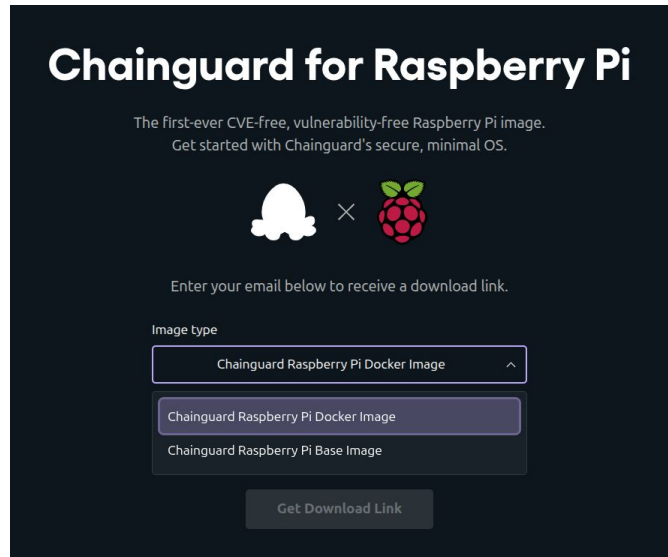 Chainguard for Raspberry Pi
The first-ever CVE-free, vulnerability-free Raspberry Pi image.
Get started with Chainguard's secure, minimal OS.
Enter your email below to receive a download link.
Image type
Chainguard Raspberry Pi Docker Image
Chainguard Raspberry Pi Docker Image
Chainguard Raspberry Pi Base Image
Get Download Link